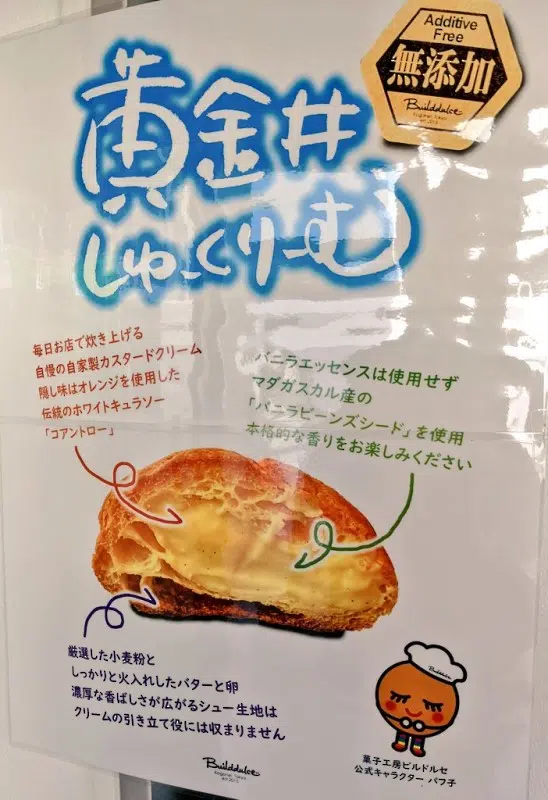 Additive
Free
無添加
Builddulce
Koganei, Tokyo
黄金井
しゅーくりーむ
毎日お店で炊き上げる
自慢の自家製カスタードクリーム
隠し味はオレンジを使用した
伝統のホワイトキュラソー
「コアントロー」
バニラエッセンスは使用せず
マダガスカル産の
「バニラビーンズシード」を使用
本格的な香りをお楽しみください
厳選した小麦粉と
しっかりと火入れしたバターと卵
濃厚な香ばしさが広がるシュー生地は
クリームの引き立て役には収まりません
菓子工房ビルドルセ
公式キャラクター パフ子
Builddulce
Koganei, Tokyo